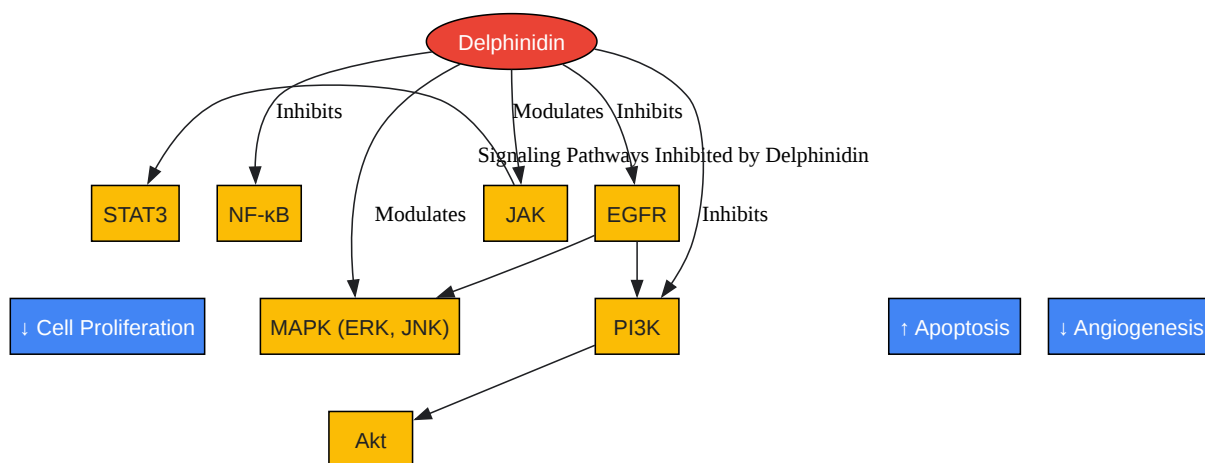 Delphinidin
Inhibits
Modulates
Inhibits
Signaling Pathways Inhibited by Delphinidin
STAT3
NF-κB
Modulates
JAK
EGFR
Inhibits
↓ Cell Proliferation
MAPK (ERK, JNK)
PI3K
↑ Apoptosis
↓ Angiogenesis
Akt